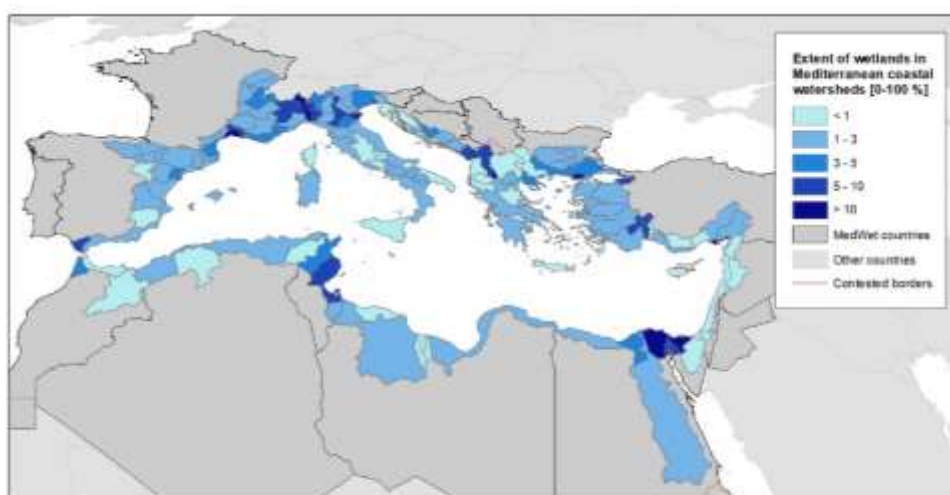 Extent of wetlands in
Mediterranean coastal
watersheds [0-100 %]
< 1
1 - 3
3 - 5
5 - 10
> 10
MedWet countries
Other countries
Contested borders